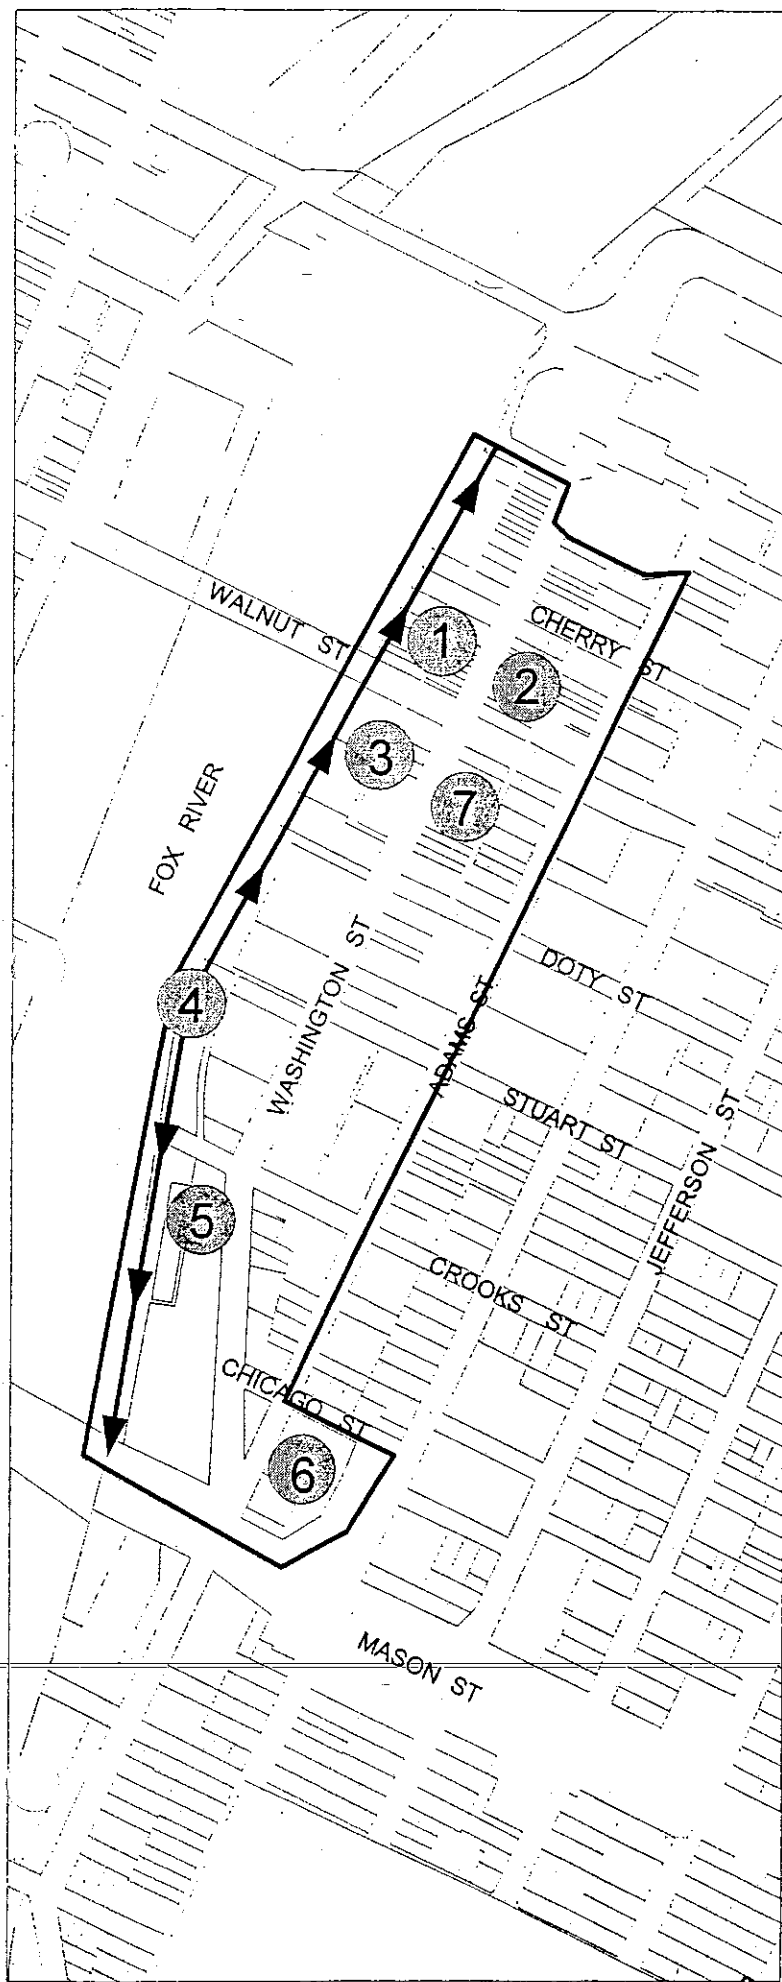 WALNUT ST
1
CHERRY ST
2
3
7
FOX RIVER
WASHINGTON ST
DOTY ST
4
ADAMS ST
STUART ST
JEFFERSON ST
5
CROOKS ST
CHICAGO ST
6
MASON ST